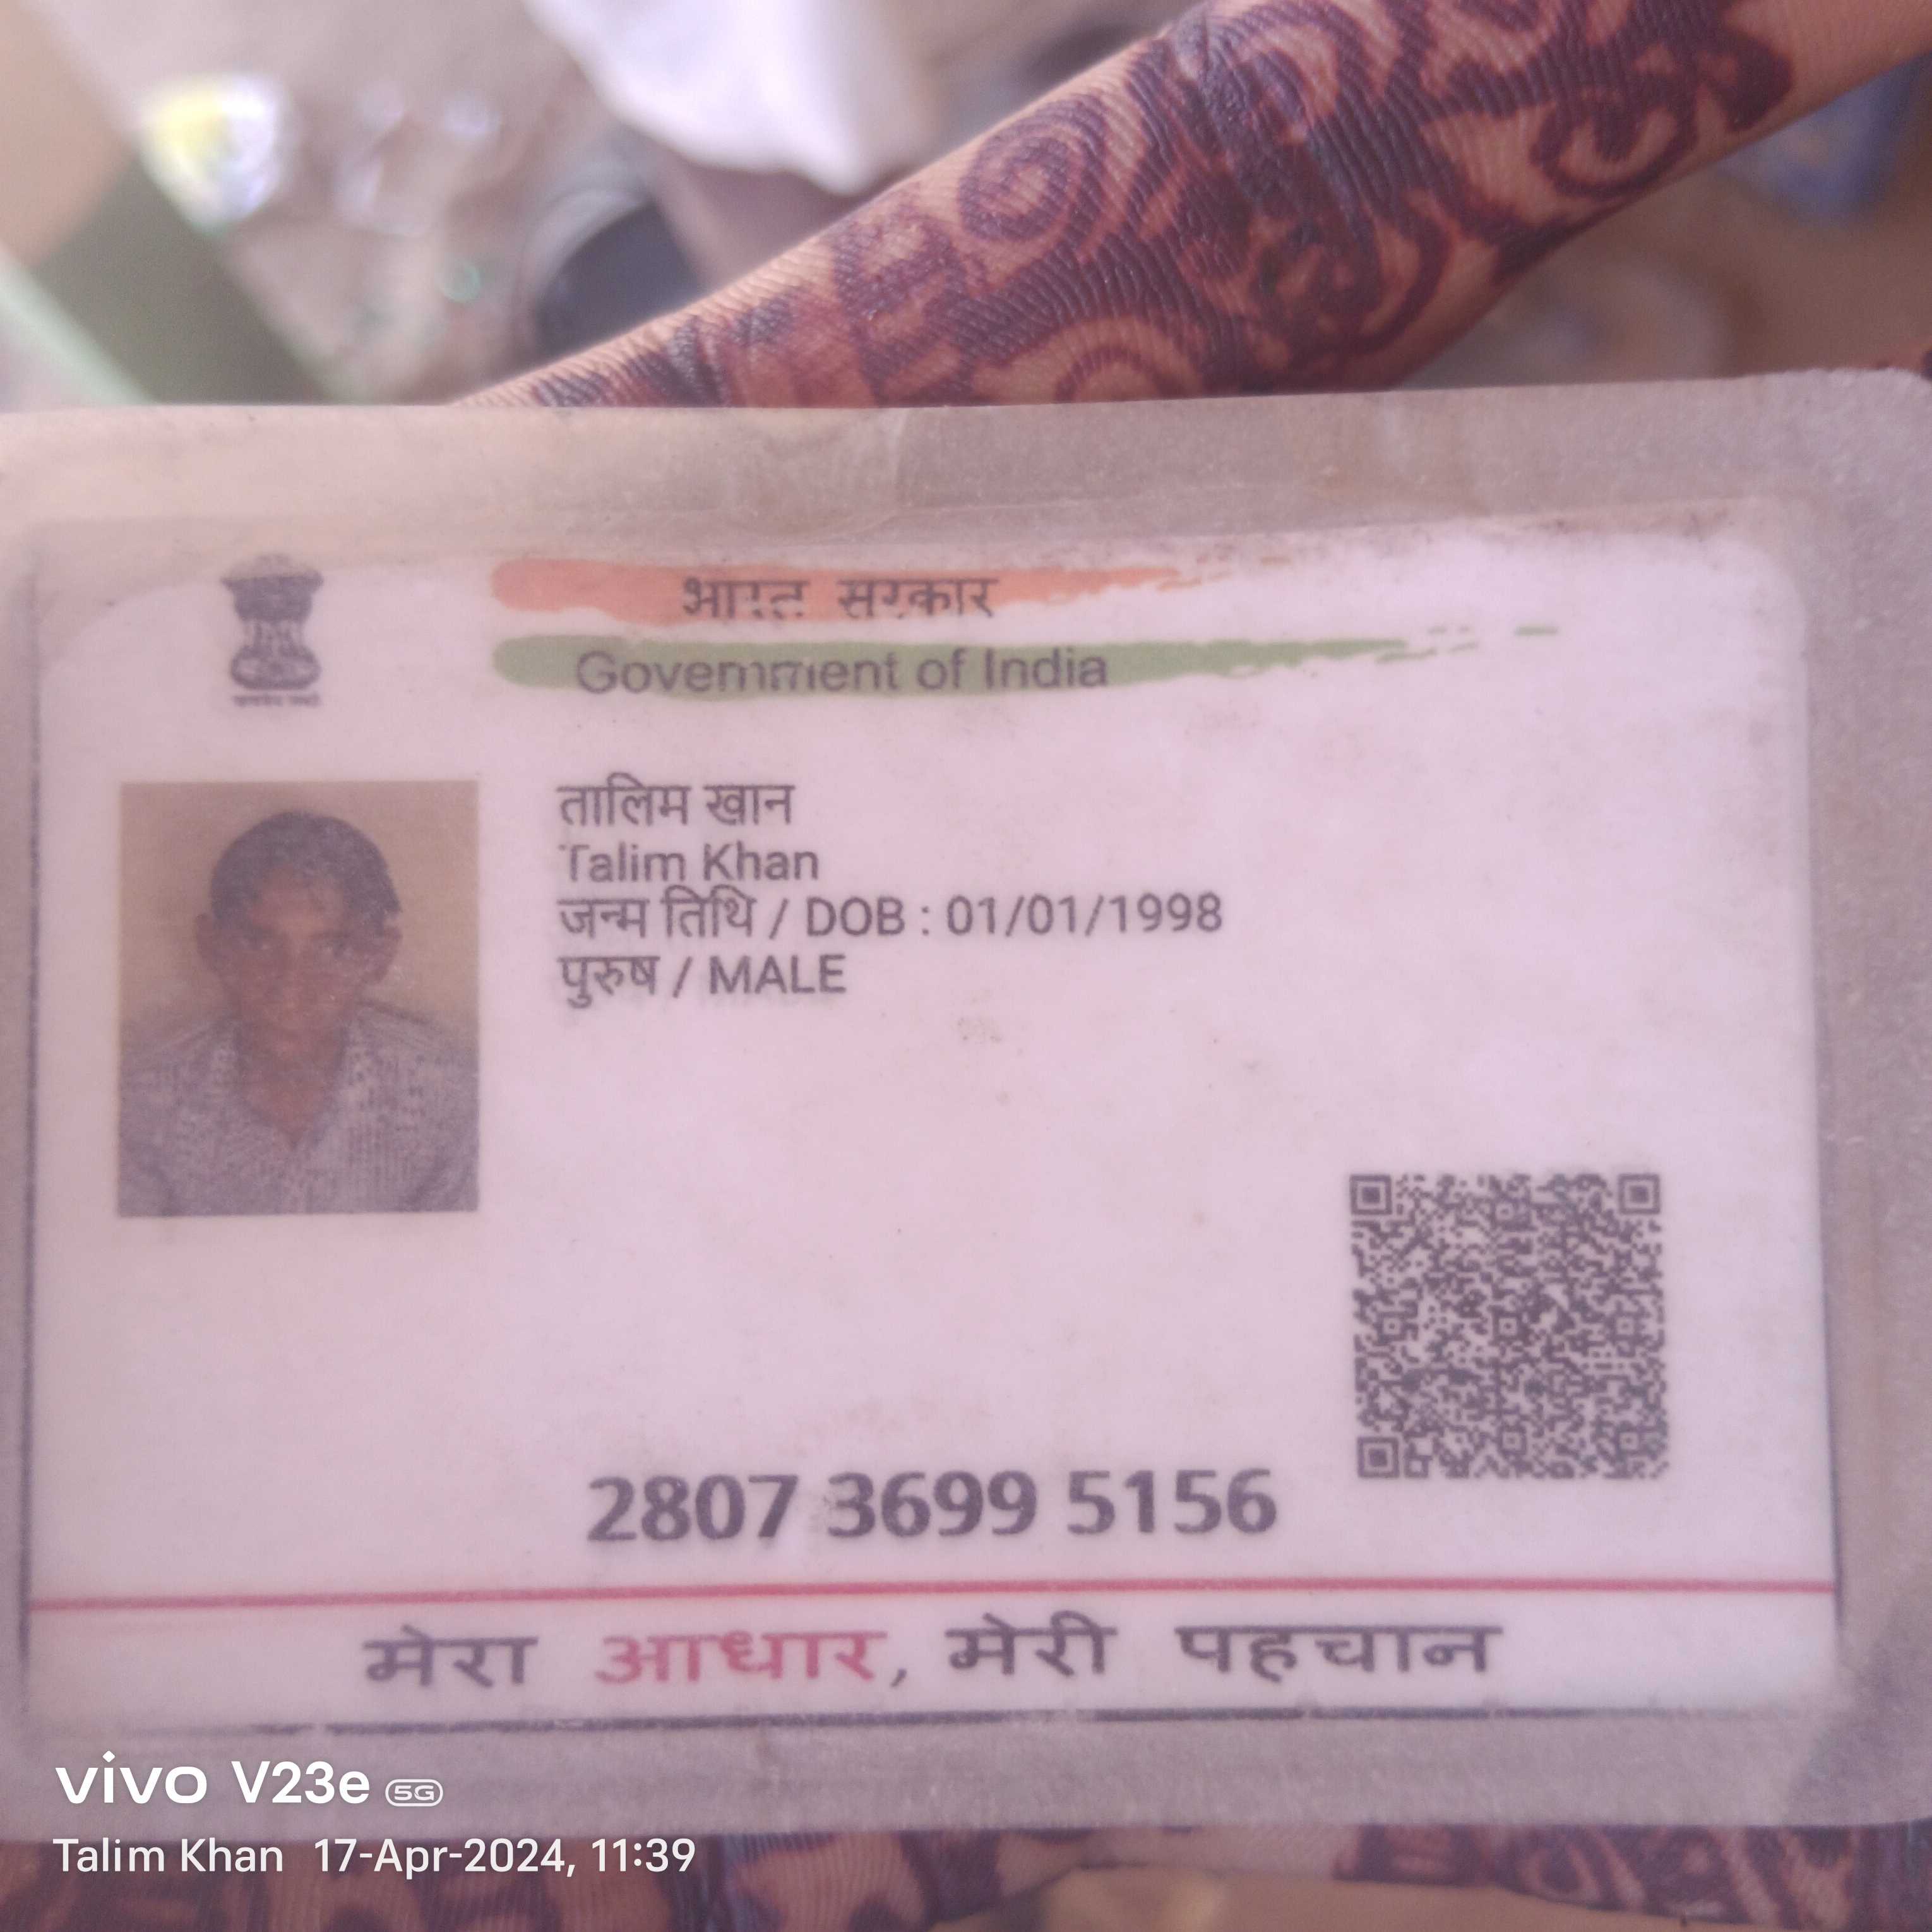 भारत सरकार
Government of India
तालिम खान
Talim Khan
जन्म तिथि / DOB : 01/01/1998
पुरुष / MALE
2807 3699 5156
मेरा आधार, मेरी पहचान
vivo V23e 5G
Talim Khan 17-Apr-2024, 11:39